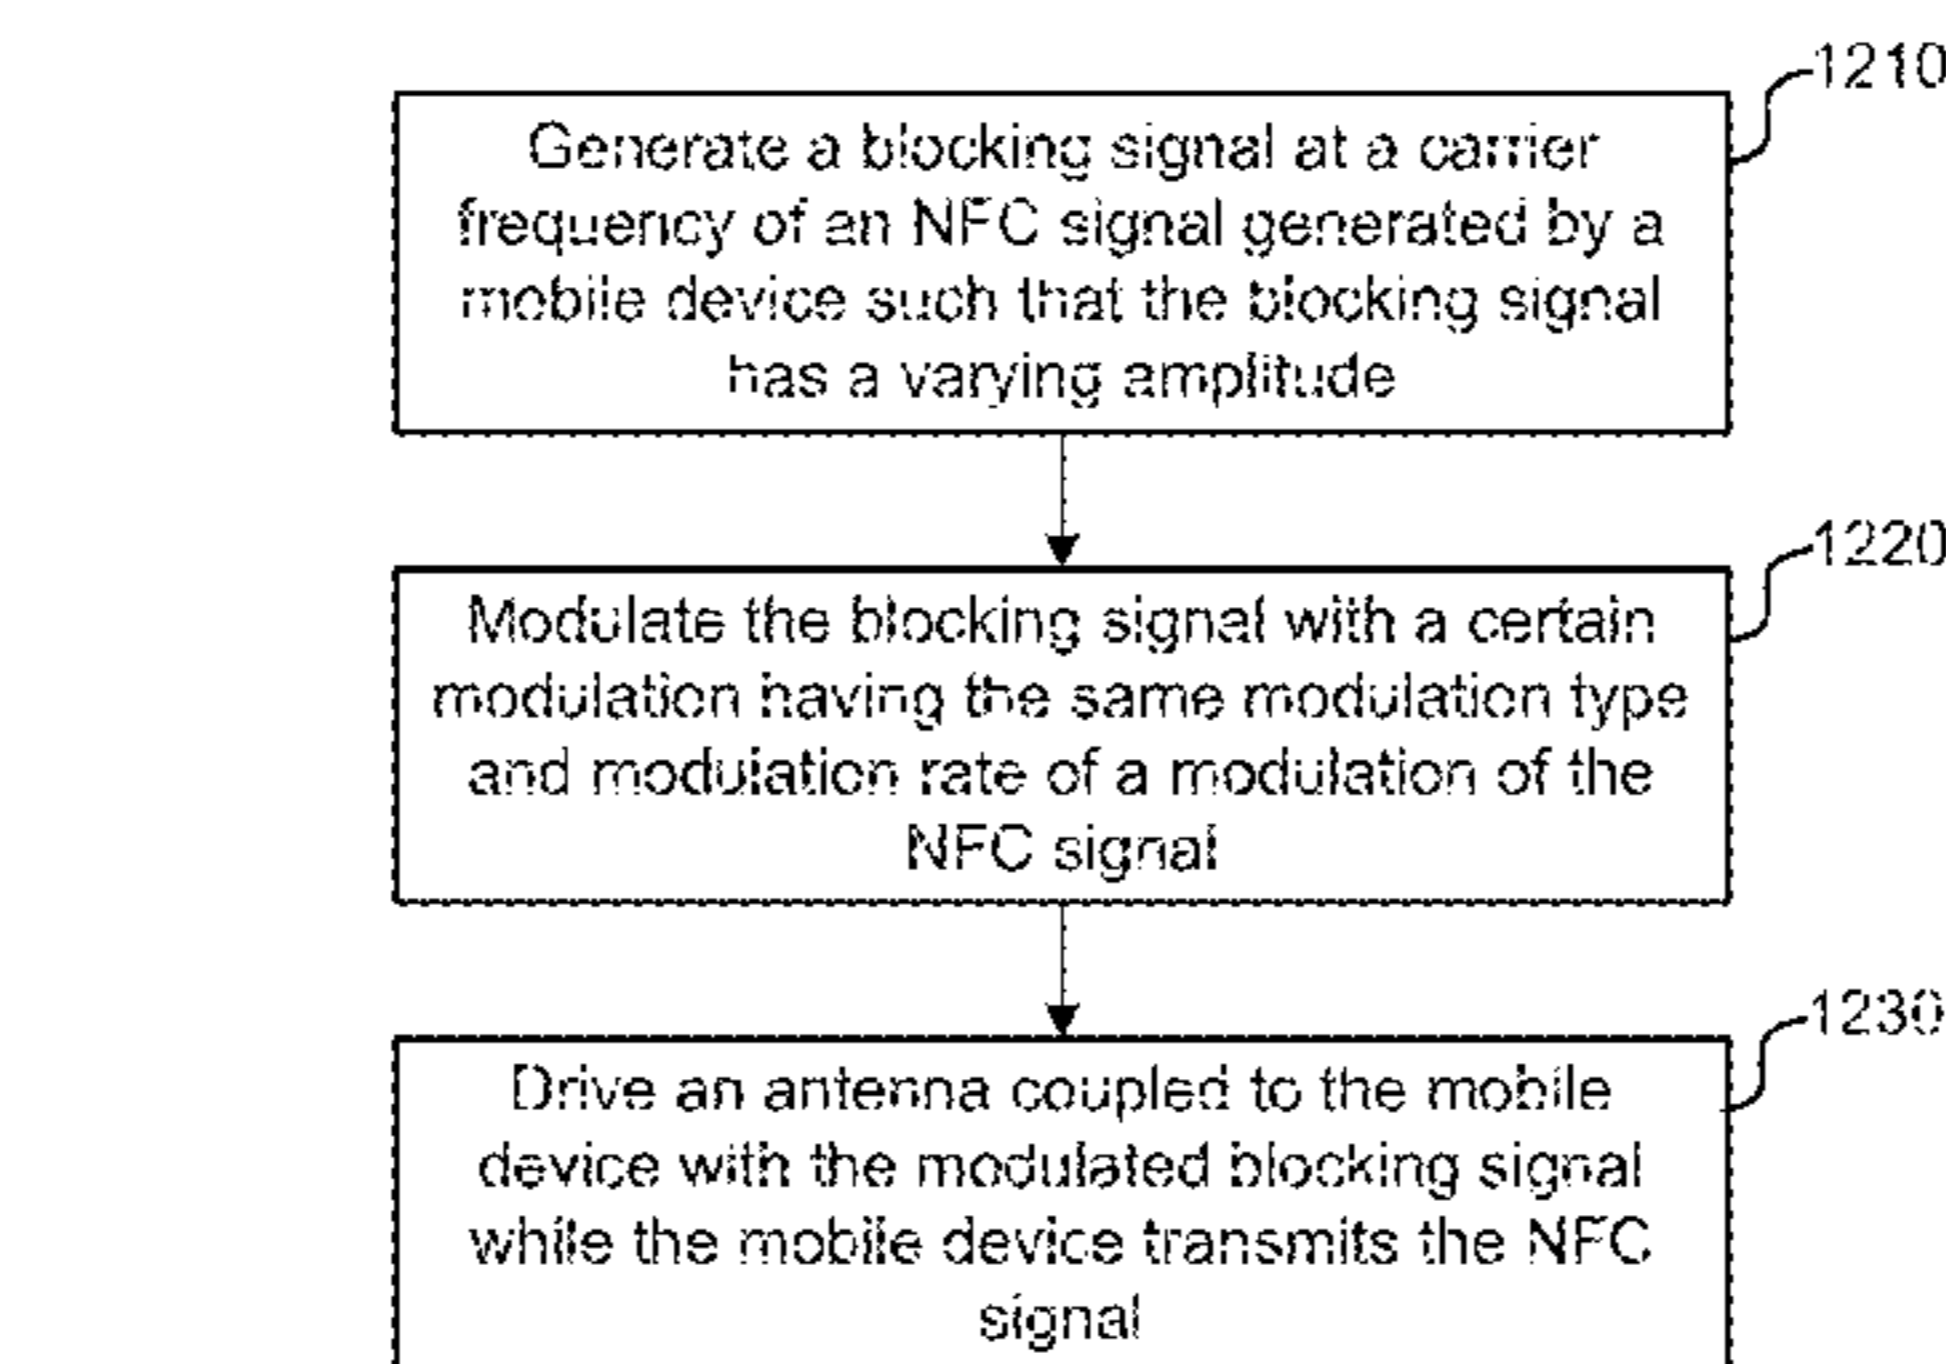 1210
Generate a blocking signal at a carrier
frequency of an NFC signal generated by a
mobile device such that the blocking signal
has a varying amplitude
1220
Modulate the blocking signal with a certain
modulation having the same modulation type
and modulation rate of a modulation of the
NFC signal
1230
Drive an antenna coupled to the mobile
device with the modulated blocking signal
while the mobile device transmits the NFC
signal